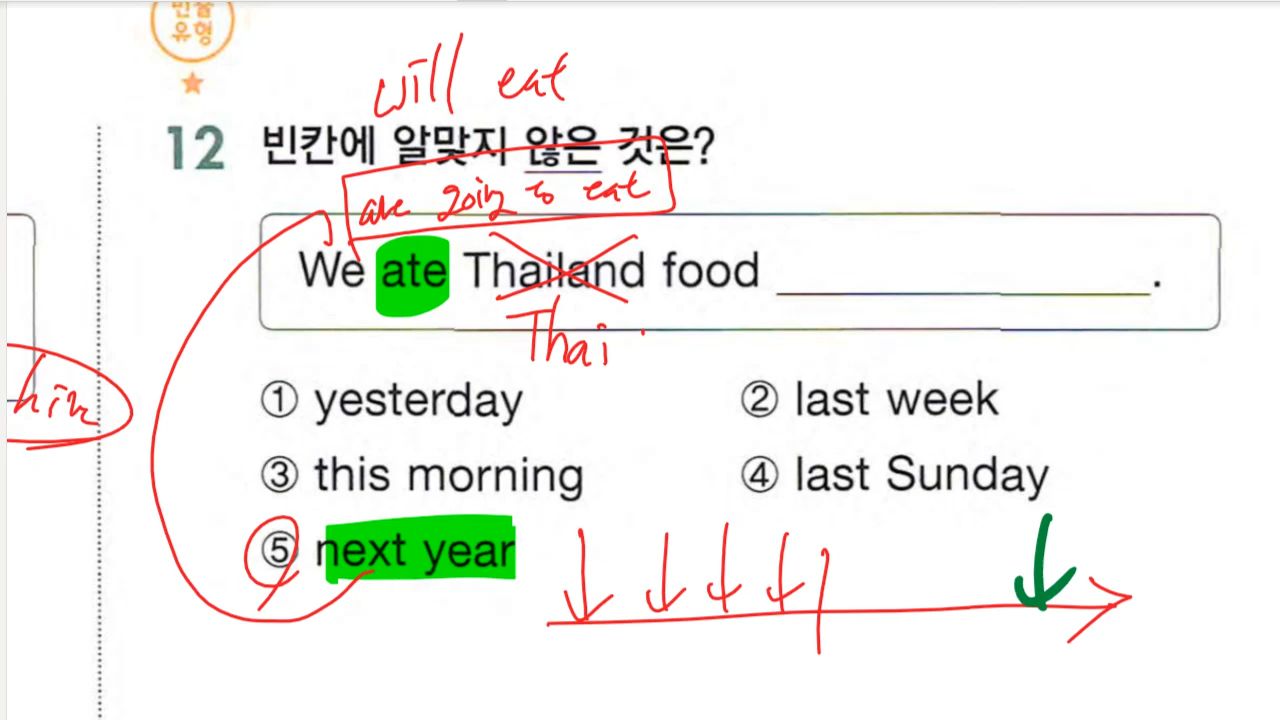 빈출
유형
will eat
12 빈칸에 알맞지 않은 것은?
are going to eat
We ate Thailand food ____________.
Thai
① yesterday ② last week
him
③ this morning ④ last Sunday
⑤ next year